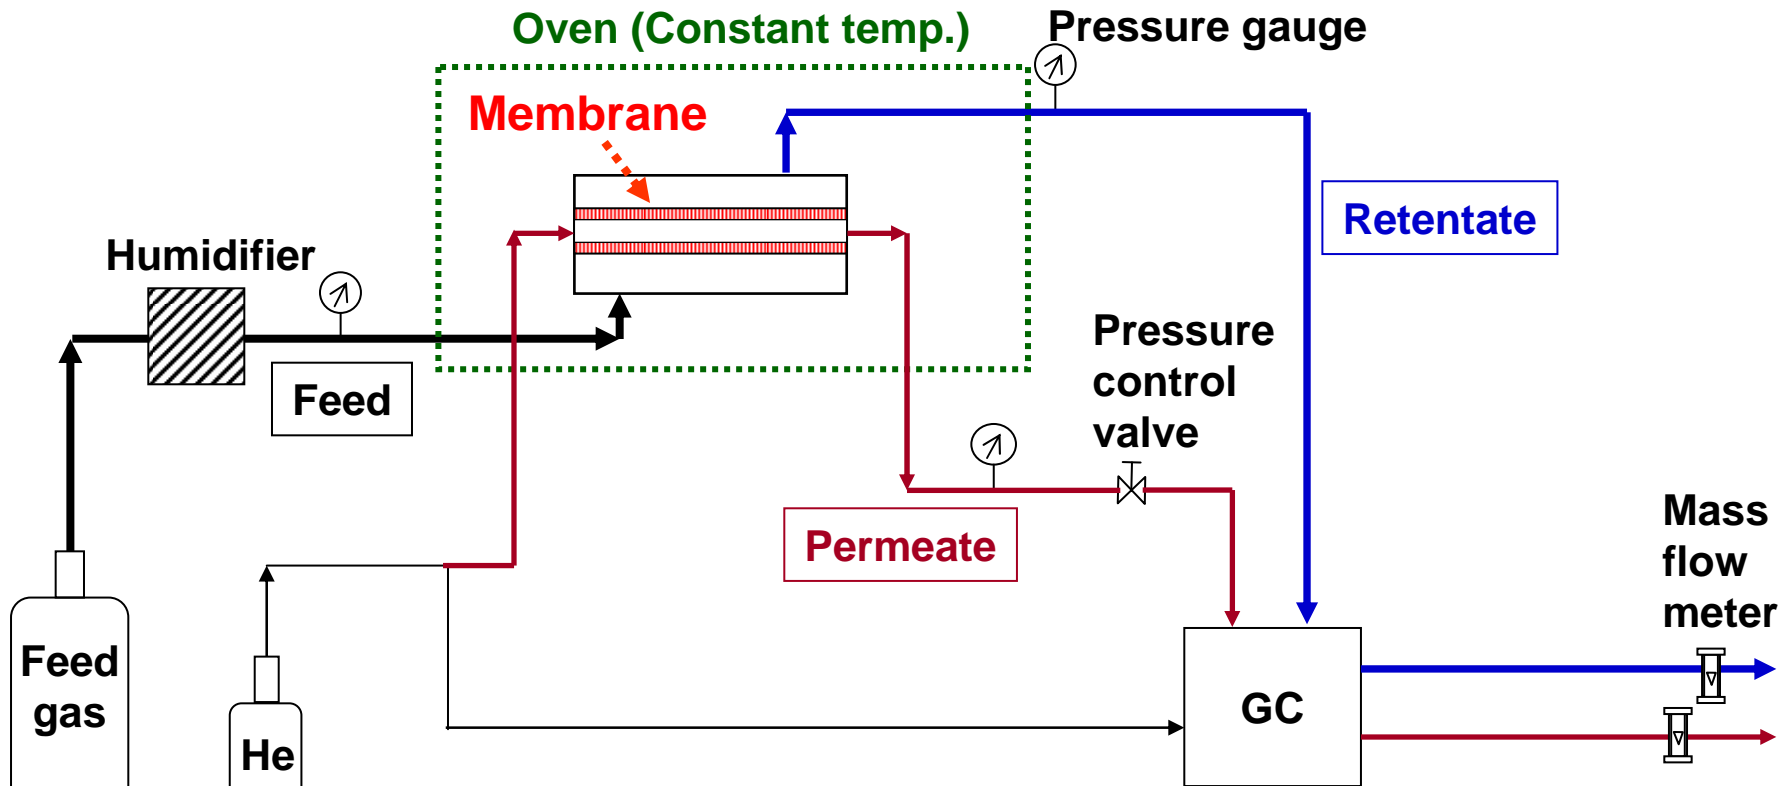 Oven (Constant temp.)
Pressure gauge
Membrane
Retentate
Humidifier
Feed
Pressure
control
valve
Permeate
Mass
flow
meter
Feed
gas
He
GC